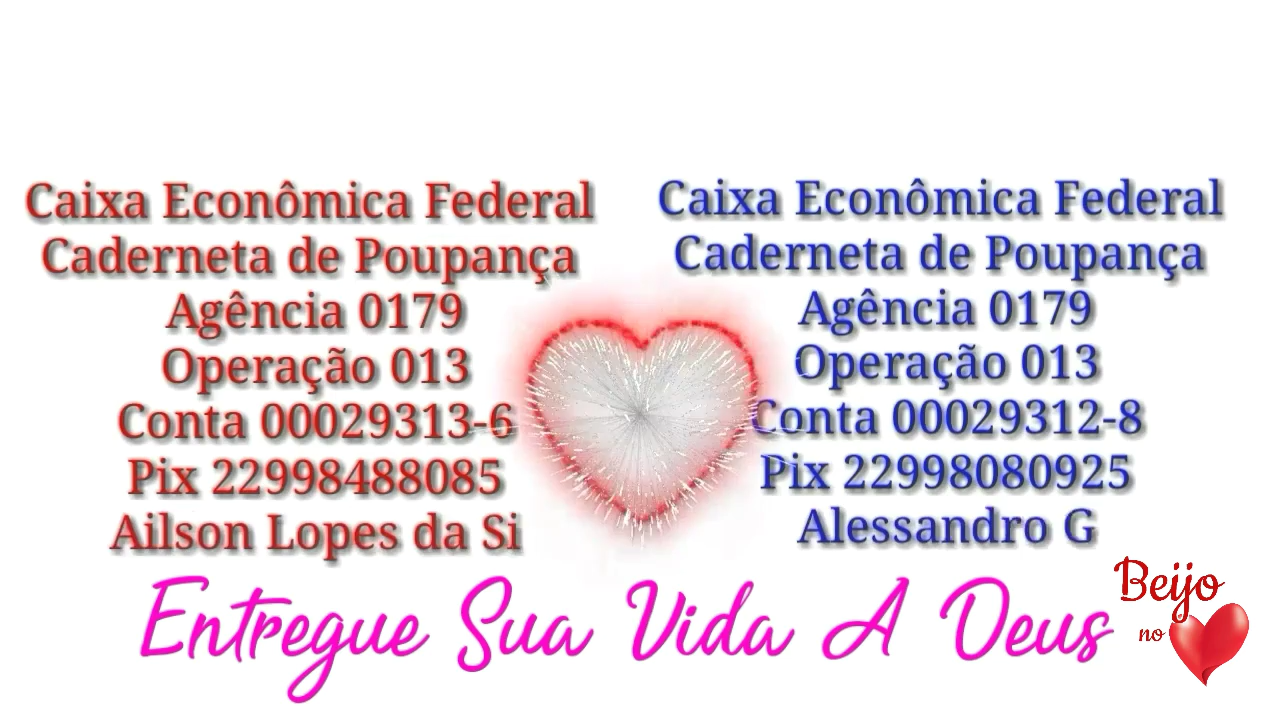 Caixa Econômica Federal
Caderneta de Poupança
Agência 0179
Operação 013
Conta 00029313-6
Pix 22998488085
Ailson Lopes da Si
Caixa Econômica Federal
Caderneta de Poupança
Agência 0179
Operação 013
Conta 00029312-8
Pix 22998080925
Alessandro G
Entregue Sua Vida A Deus
Beijo
no